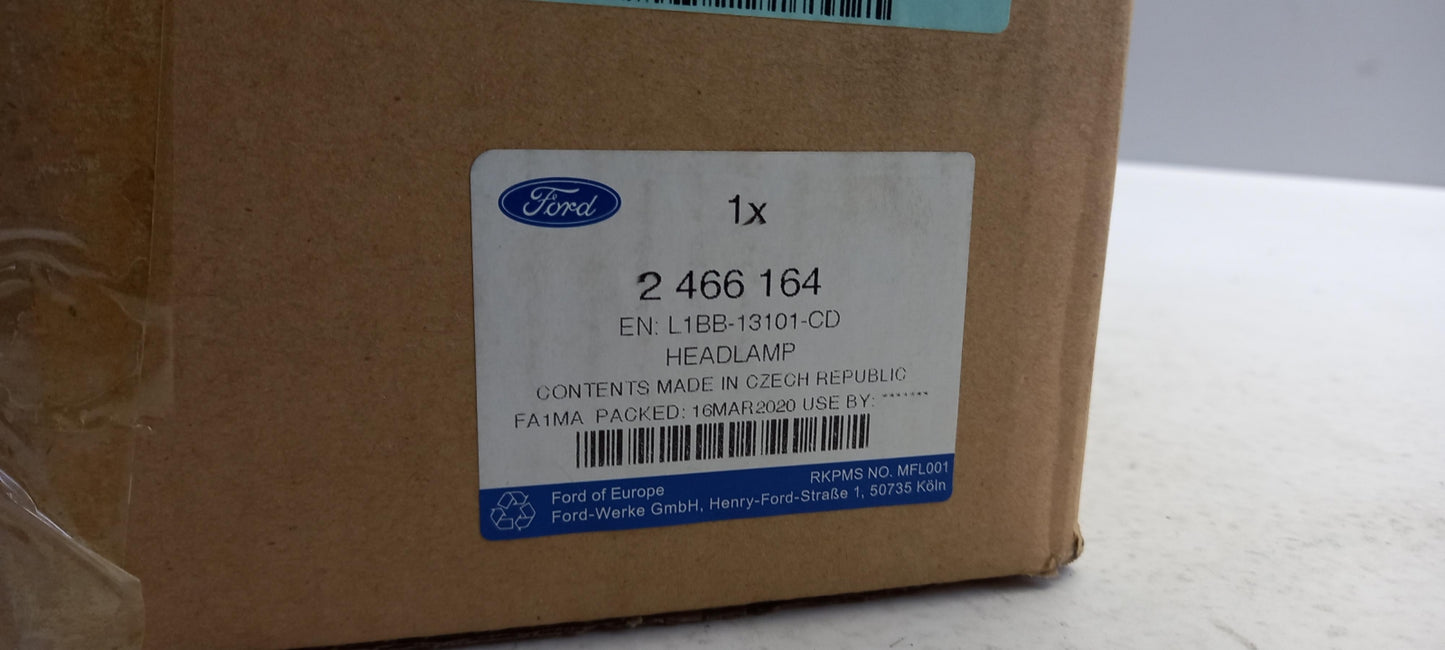 Ford
1x
2 466 164
EN: L1BB-13101-CD
HEADLAMP
CONTENTS MADE IN CZECH REPUBLIC
FA1MA PACKED: 16MAR2020 USE BY: *******
RKPMS NO. MFL001
Ford of Europe
Ford-Werke GmbH, Henry-Ford-Straße 1, 50735 Köln